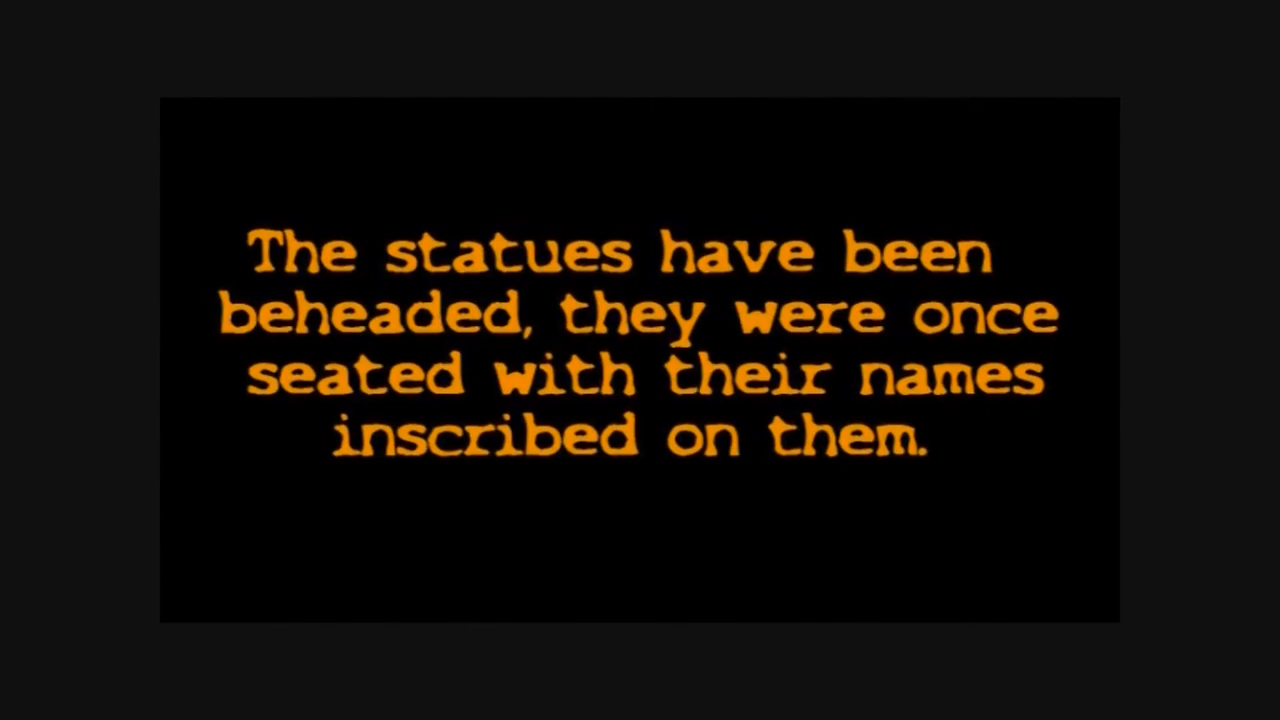 The statues have been
beheaded, they were once
seated with their names
inscribed on them.